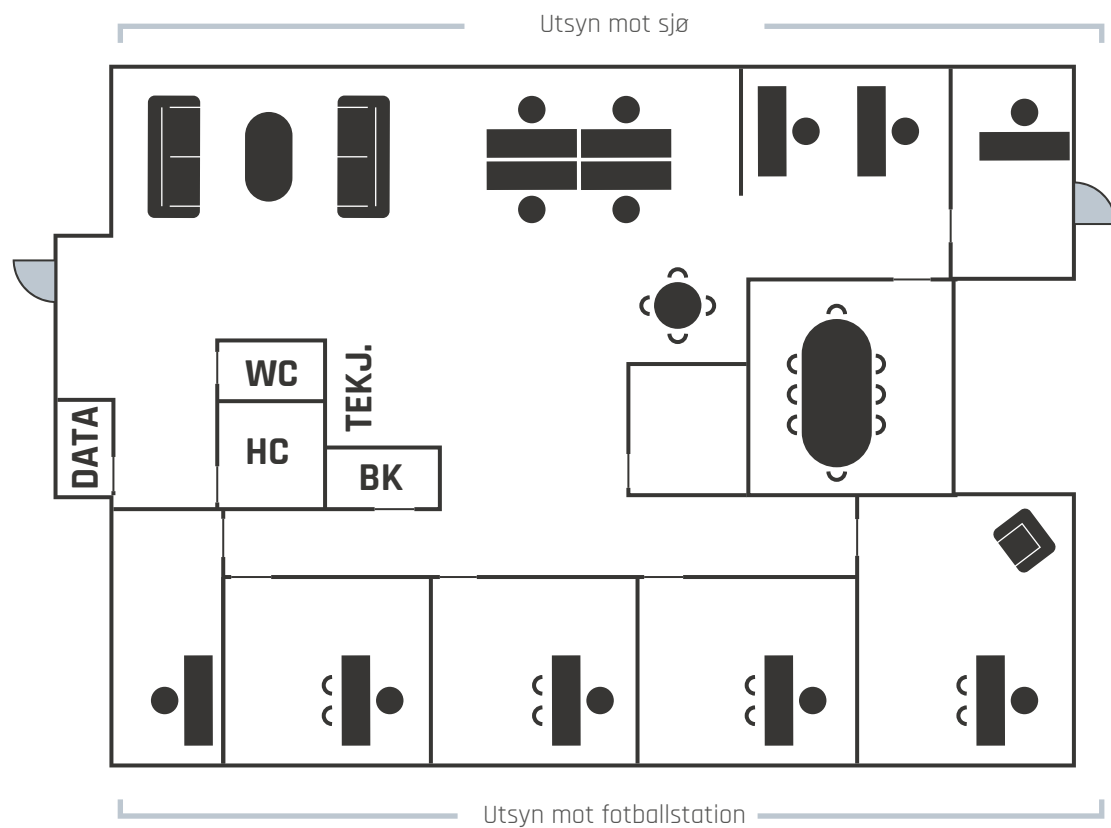 Utsyn mot sjø
WC
TEKJ.
DATA
HC
BK
Utsyn mot fotballstation